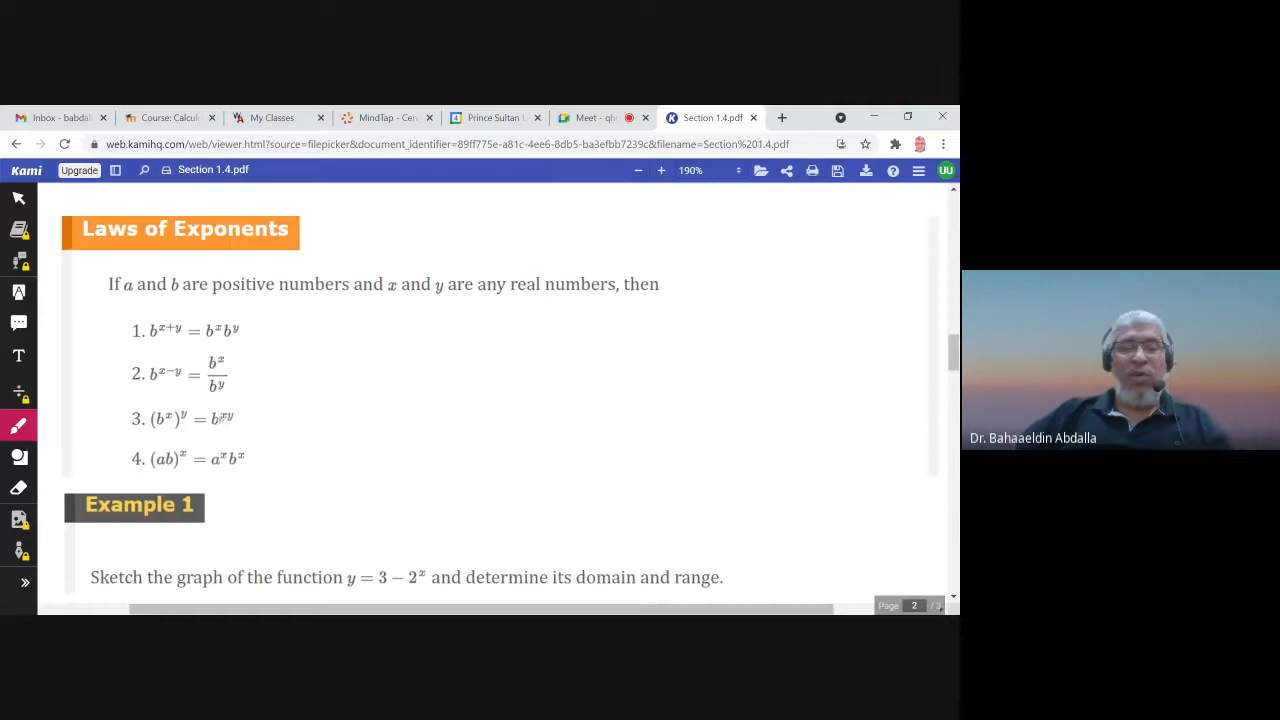 Inbox - babdal
Course: Calcul
My Classes
MindTap - Cen
Prince Sultan
Meet - qh
Section 1.4.pdf
web.kamihq.com/web/viewer.html?source=filepicker&document_identifier=89ff775e-a81c-4ee6-8db5-ba3efbb7239c&filename=Section%201.4.pdf
Kami Upgrade Section 1.4.pdf 190% UU
Laws of Exponents
If a and b are positive numbers and x and y are any real numbers, then
1. b^{x+y} = b^x b^y
2. b^{x−y} = b^x / b^y
3. (b^x)^y = b^{xy}
4. (ab)^x = a^x b^x
Example 1
Sketch the graph of the function y = 3 − 2^x and determine its domain and range.
Page 2 / 3
Dr. Bahaaeldin Abdalla